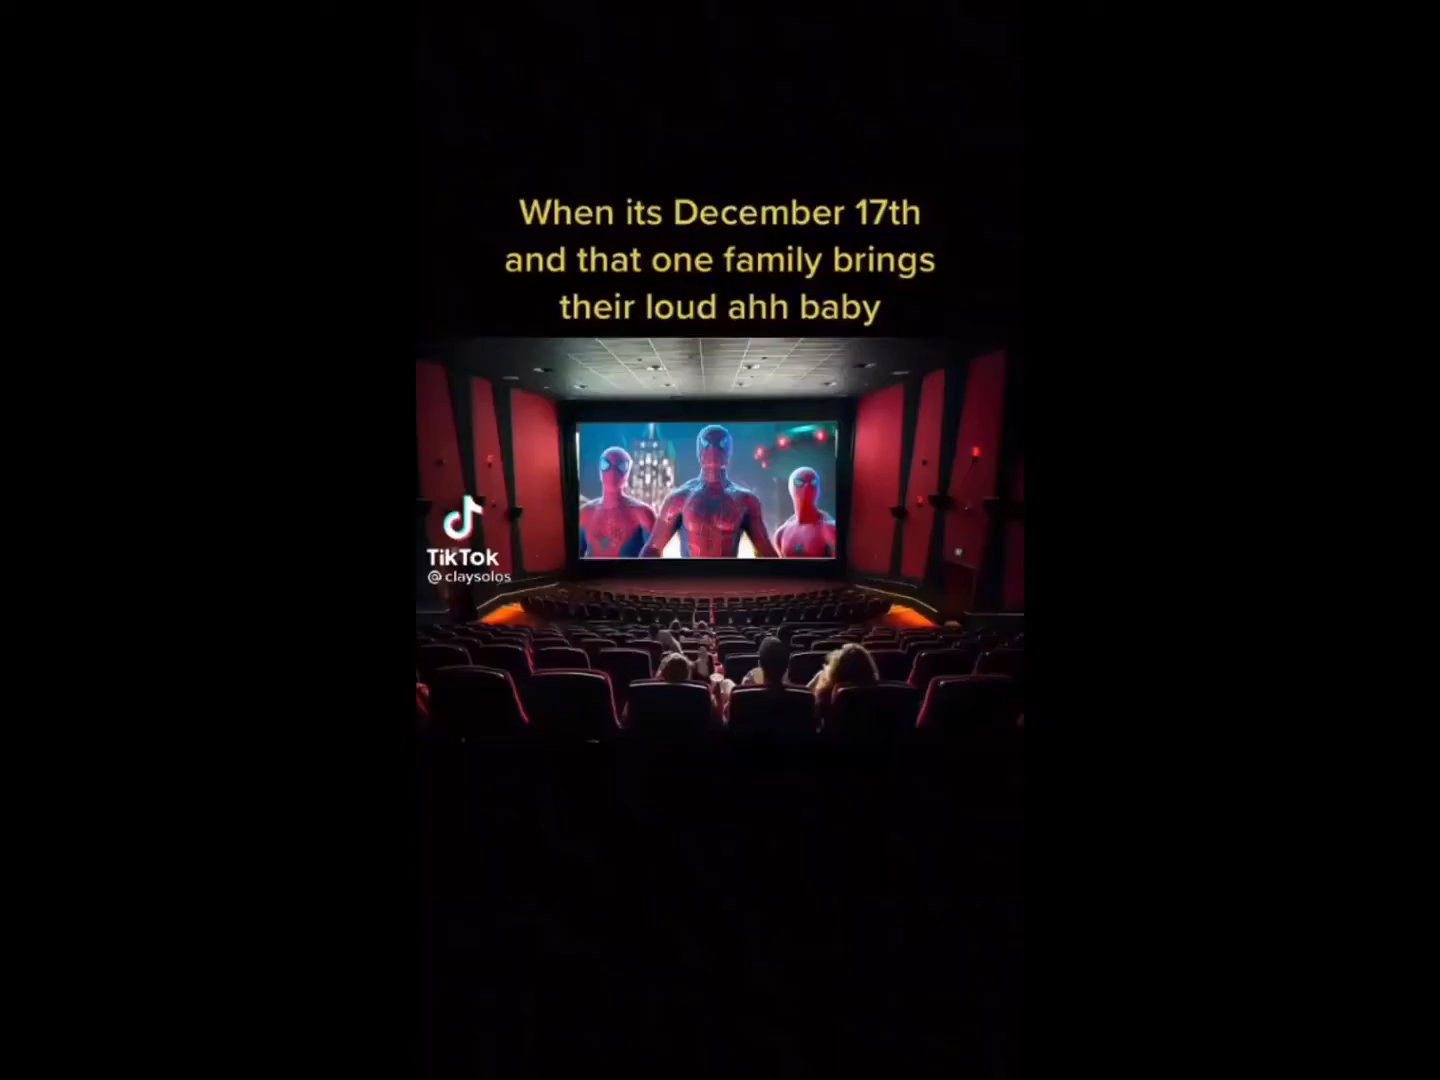 When its December 17th
and that one family brings
their loud ahh baby
TikTok
@claysolos